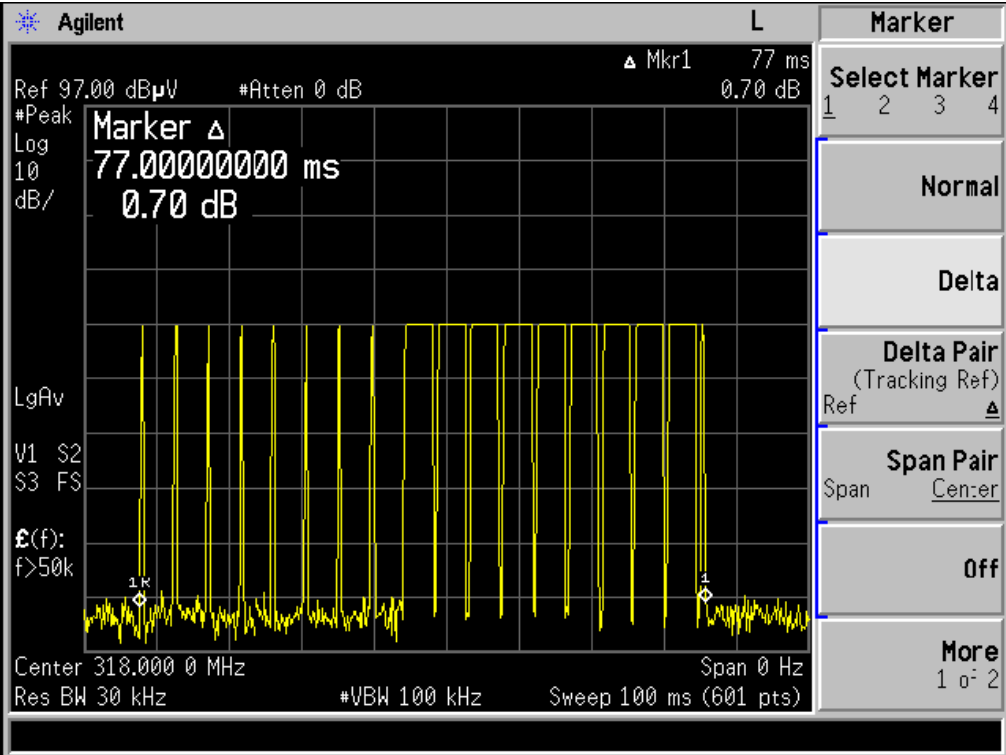 Agilent L
Marker
Δ Mkr1 77 ms
Ref 97.00 dBµV #Atten 0 dB 0.70 dB
#Peak
Log
10
dB/
Marker Δ
77.00000000 ms
0.70 dB
LgAv
V1 S2
S3 FS
£(f):
f>50k
1R
1
Center 318.000 0 MHz Span 0 Hz
Res BW 30 kHz #VBW 100 kHz Sweep 100 ms (601 pts)
Select Marker
1 2 3 4
Normal
Delta
Delta Pair
(Tracking Ref)
Ref Δ
Span Pair
Span Center
Off
More
1 of 2